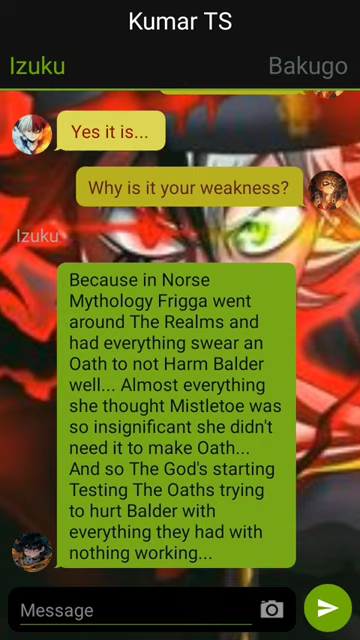 Kumar TS
Izuku
Bakugo
Yes it is...
Why is it your weakness?
Izuku
Because in Norse
Mythology Frigga went
around The Realms and
had everything swear an
Oath to not Harm Balder
well... Almost everything
she thought Mistletoe was
so insignificant she didn't
need it to make Oath...
And so The God's starting
Testing The Oaths trying
to hurt Balder with
everything they had with
nothing working...
Message